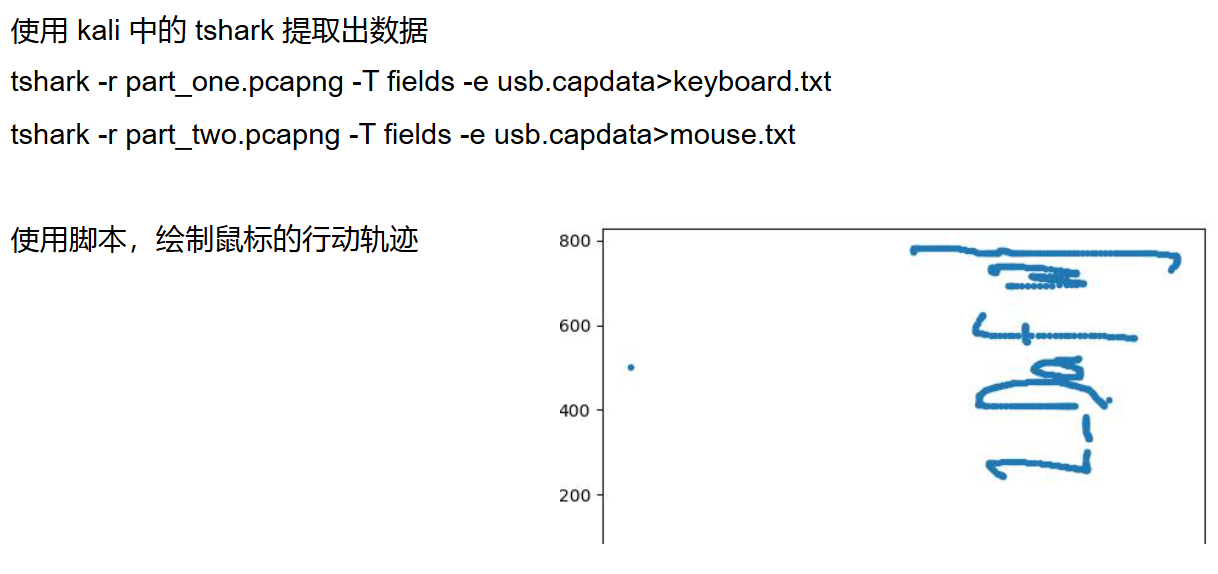 使用 kali 中的 tshark 提取出数据
tshark -r part_one.pcapng -T fields -e usb.capdata>keyboard.txt
tshark -r part_two.pcapng -T fields -e usb.capdata>mouse.txt
使用脚本，绘制鼠标的行动轨迹
800
600
400
200